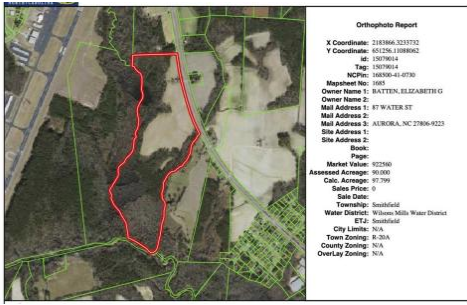 Orthophoto Report
X Coordinate: 2183866.3233732
Y Coordinate: 651256.11088062
id: 15079014
Tag: 15079014
NCPin: 168500-41-0730
Mapsheet No: 1685
Owner Name 1: BATTEN, ELIZABETH G
Owner Name 2:
Mail Address 1: 87 WATER ST
Mail Address 2:
Mail Address 3: AURORA, NC 27806-9223
Site Address 1:
Site Address 2:
Book:
Page:
Market Value: 922560
Assessed Acreage: 90.000
Calc. Acreage: 97.799
Sales Price: 0
Sale Date:
Township: Smithfield
Water District: Wilsons Mills Water District
ETJ: Smithfield
City Limits: N/A
Town Zoning: R-20A
County Zoning: N/A
OverLay Zoning: N/A